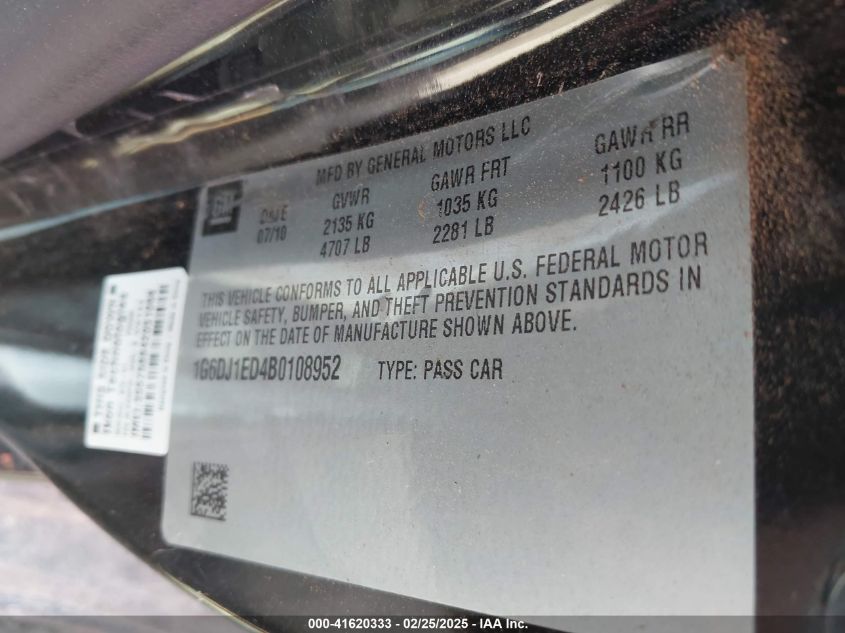 MFD BY GENERAL MOTORS LLC
GM DATE GVWR GAWR FRT GAWR RR
07/10 2135 KG 1035 KG 1100 KG
4707 LB 2281 LB 2426 LB
THIS VEHICLE CONFORMS TO ALL APPLICABLE U.S. FEDERAL MOTOR
VEHICLE SAFETY, BUMPER, AND THEFT PREVENTION STANDARDS IN
EFFECT ON THE DATE OF MANUFACTURE SHOWN ABOVE.
1G6DJ1ED4B0108952 TYPE: PASS CAR
000-41620333 - 02/25/2025 - IAA Inc.